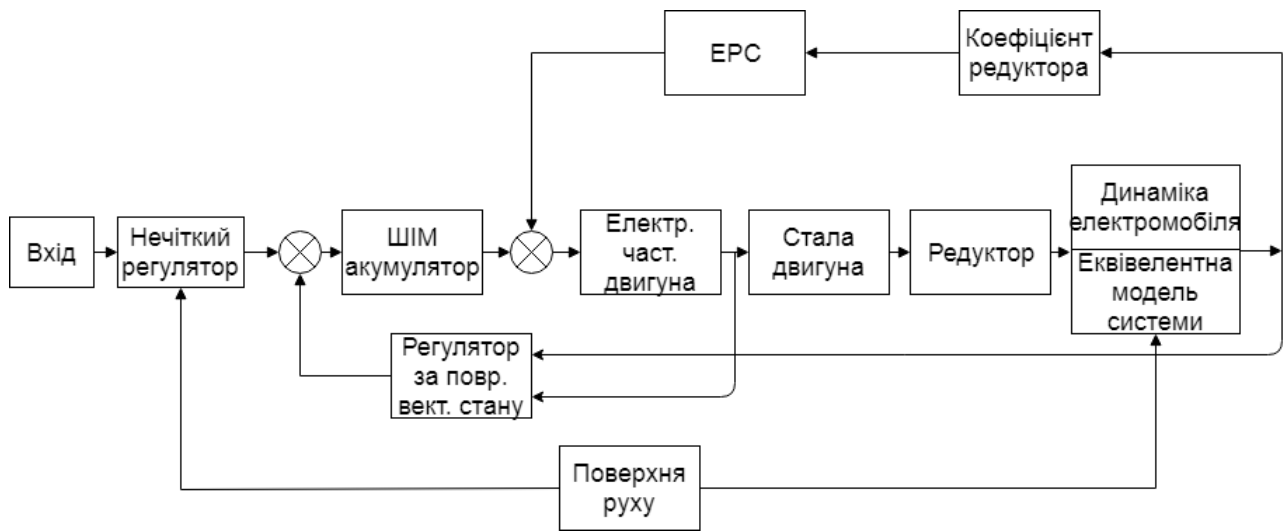 ЕРС
Коефіцієнт
редуктора
Вхід
Нечіткий
регулятор
ШІМ
акумулятор
Електр.
част.
двигуна
Стала
двигуна
Редуктор
Динаміка
електромобіля
Еквівелентна
модель
системи
Регулятор
за повр.
вект. стану
Поверхня
руху